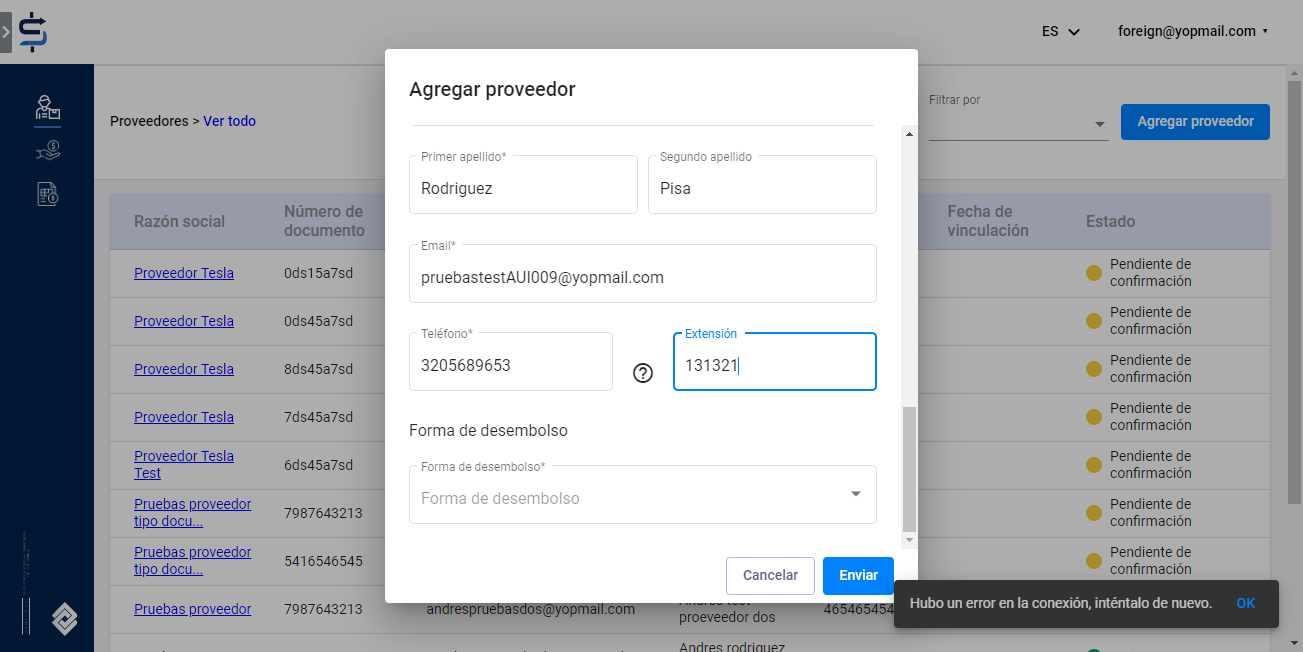 ES
foreign@yopmail.com
Proveedores > Ver todo
Filtrar por
Agregar proveedor
Razón social
Número de documento
Fecha de vinculación
Estado
Proveedor Tesla
0ds15a7sd
Pendiente de confirmación
Proveedor Tesla
0ds45a7sd
Pendiente de confirmación
Proveedor Tesla
8ds45a7sd
Pendiente de confirmación
Proveedor Tesla
7ds45a7sd
Pendiente de confirmación
Proveedor Tesla Test
6ds45a7sd
Pendiente de confirmación
Pruebas proveedor tipo docu...
7987643213
Pendiente de confirmación
Pruebas proveedor tipo docu...
5416546545
Pendiente de confirmación
Pruebas proveedor
7987643213
andrespruebasdos@yopmail.com
proveedor dos
465465454
Andres rodriguez
Agregar proveedor
Primer apellido*
Rodriguez
Segundo apellido
Pisa
Email*
pruebastestAUI009@yopmail.com
Teléfono*
3205689653
?
Extensión
131321
Forma de desembolso
Forma de desembolso*
Forma de desembolso
Cancelar
Enviar
Hubo un error en la conexión, inténtalo de nuevo.
OK